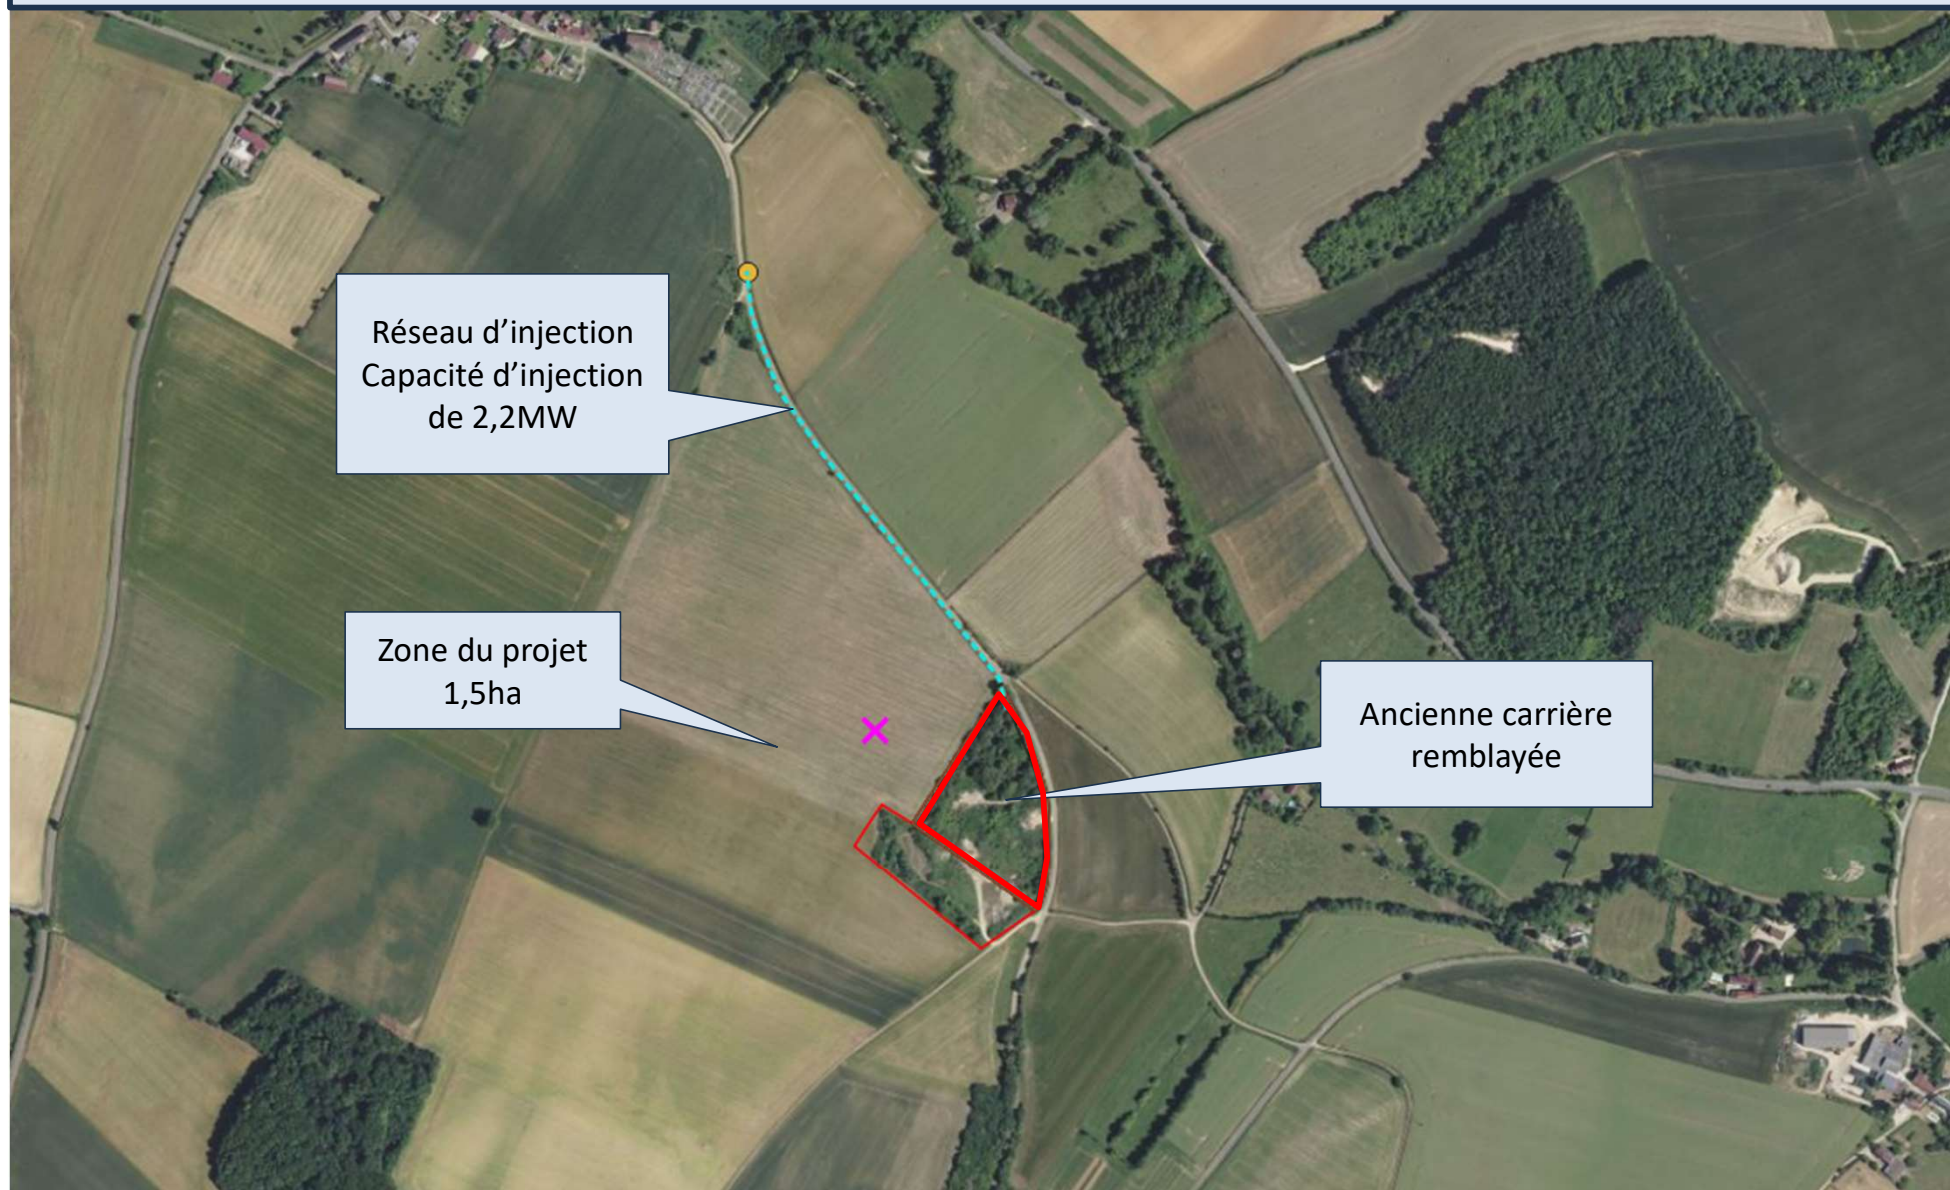 Réseau d’injection
Capacité d’injection
de 2,2MW
Zone du projet
1,5ha
Ancienne carrière
remblayée